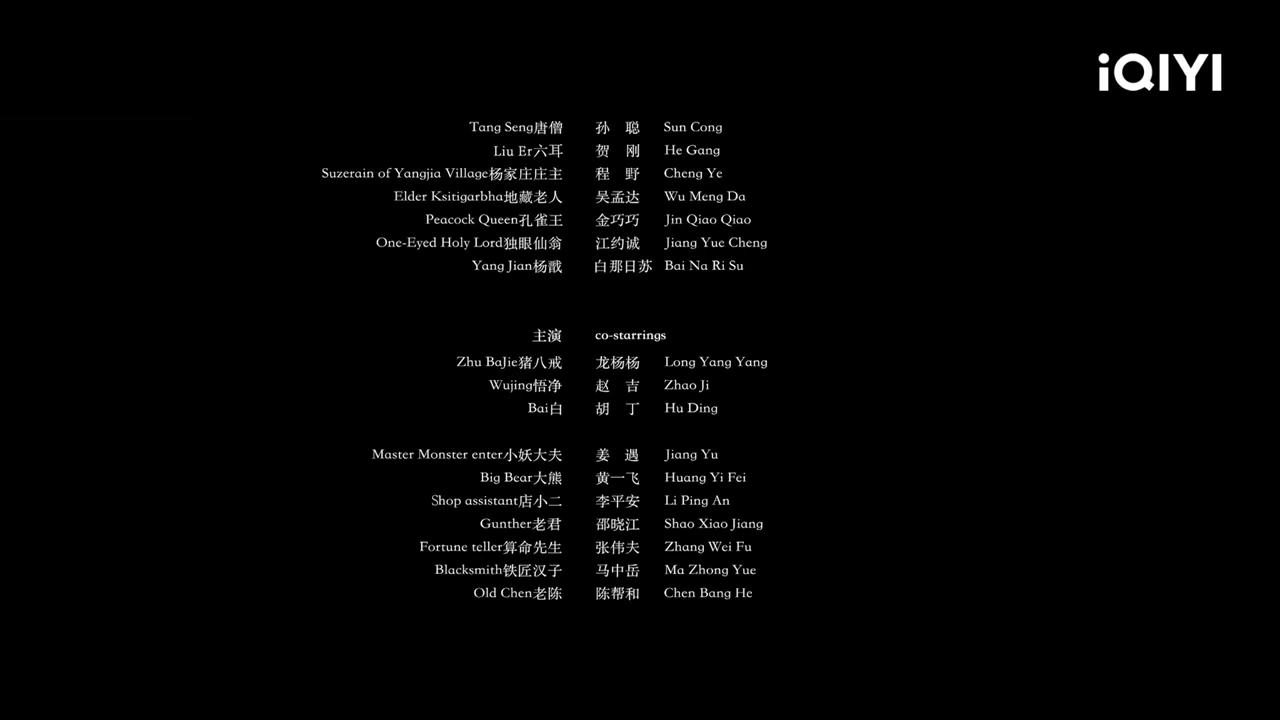 iQIYI
Tang Seng唐僧 孙 聪 Sun Cong
Liu Er六耳 贺 刚 He Gang
Suzerain of Yangjia Village杨家庄庄主 程 野 Cheng Ye
Elder Ksitigarbha地藏老人 吴孟达 Wu Meng Da
Peacock Queen孔雀王 金巧巧 Jin Qiao Qiao
One-Eyed Holy Lord独眼仙翁 江约诚 Jiang Yue Cheng
Yang Jian杨戬 白那日苏 Bai Na Ri Su
主演 co-starrings
Zhu BaJie猪八戒 龙杨杨 Long Yang Yang
Wujing悟净 赵 吉 Zhao Ji
Bai白 胡 丁 Hu Ding
Master Monster enter小妖大夫 姜 遇 Jiang Yu
Big Bear大熊 黄一飞 Huang Yi Fei
Shop assistant店小二 李平安 Li Ping An
Gunther老君 邵晓江 Shao Xiao Jiang
Fortune teller算命先生 张伟夫 Zhang Wei Fu
Blacksmith铁匠汉子 马中岳 Ma Zhong Yue
Old Chen老陈 陈帮和 Chen Bang He